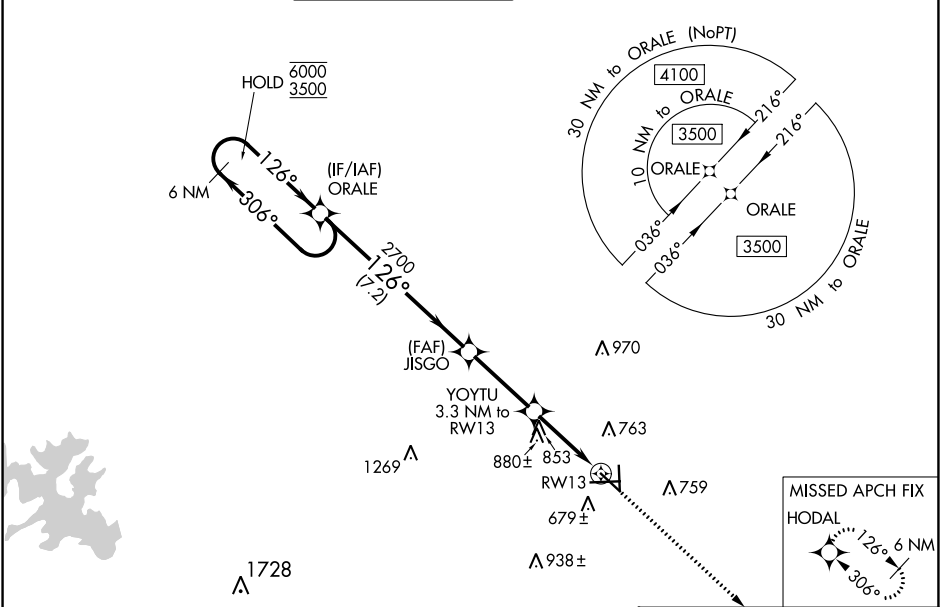 30 NM to ORALE (NoPT)
4100
10 NM to ORALE
3500
216°
216°
ORALE
ORALE
036°
036°
3500
30 NM to ORALE
HOLD 6000
3500
126°
306°
6 NM
(IF/IAF)
ORALE
2700
126°
(7.2)
(FAF)
JISGO
970
YOYTU
3.3 NM to
RW13
763
1269
880±
853
RW13
759
679±
938±
1728
MISSED APCH FIX
HODAL
126°
6 NM
306°